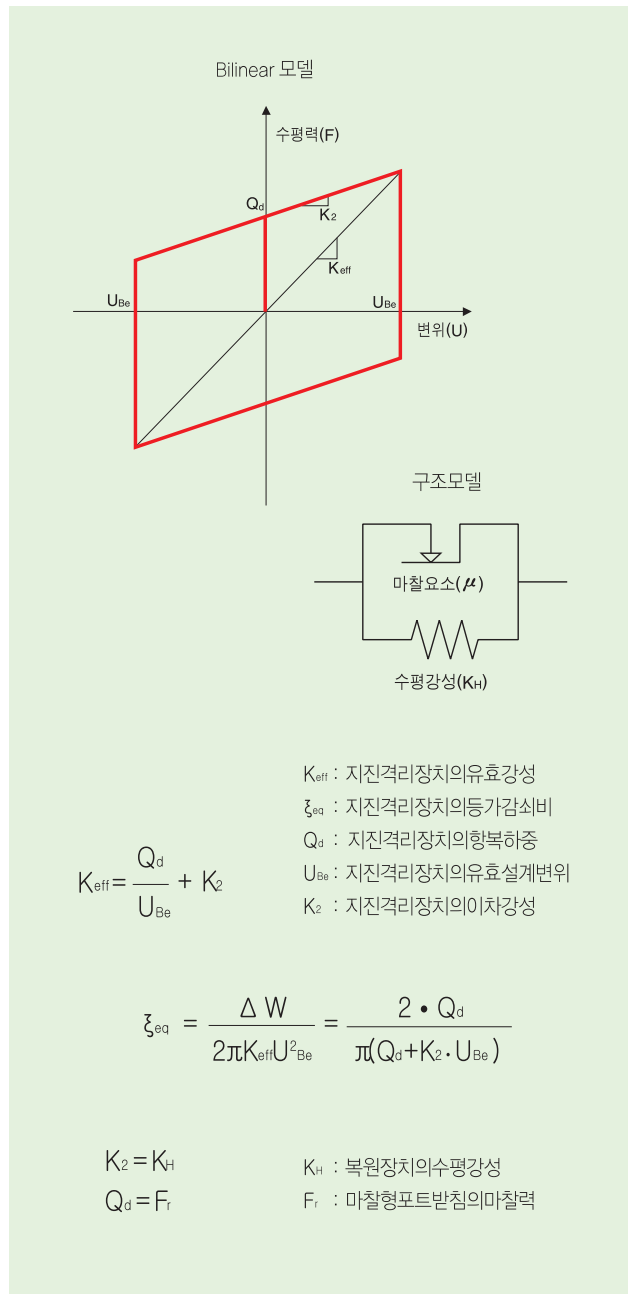 Bilinear 모델
수평력(F)
Qd
K2
Keff
UBe
UBe
변위(U)
구조모델
마찰요소(μ)
수평강성(KH)
Keff : 지진격리장치의유효강성
ξeq : 지진격리장치의등가감쇠비
Qd : 지진격리장치의항복하중
UBe : 지진격리장치의유효설계변위
K2 : 지진격리장치의이차강성
Keff = Qd / UBe + K2
ξeq = ΔW / 2πKeffU²Be = 2 • Qd / π(Qd+K2·UBe)
K2 = KH
Qd = Fr
KH : 복원장치의수평강성
Fr : 마찰형포트받침의마찰력